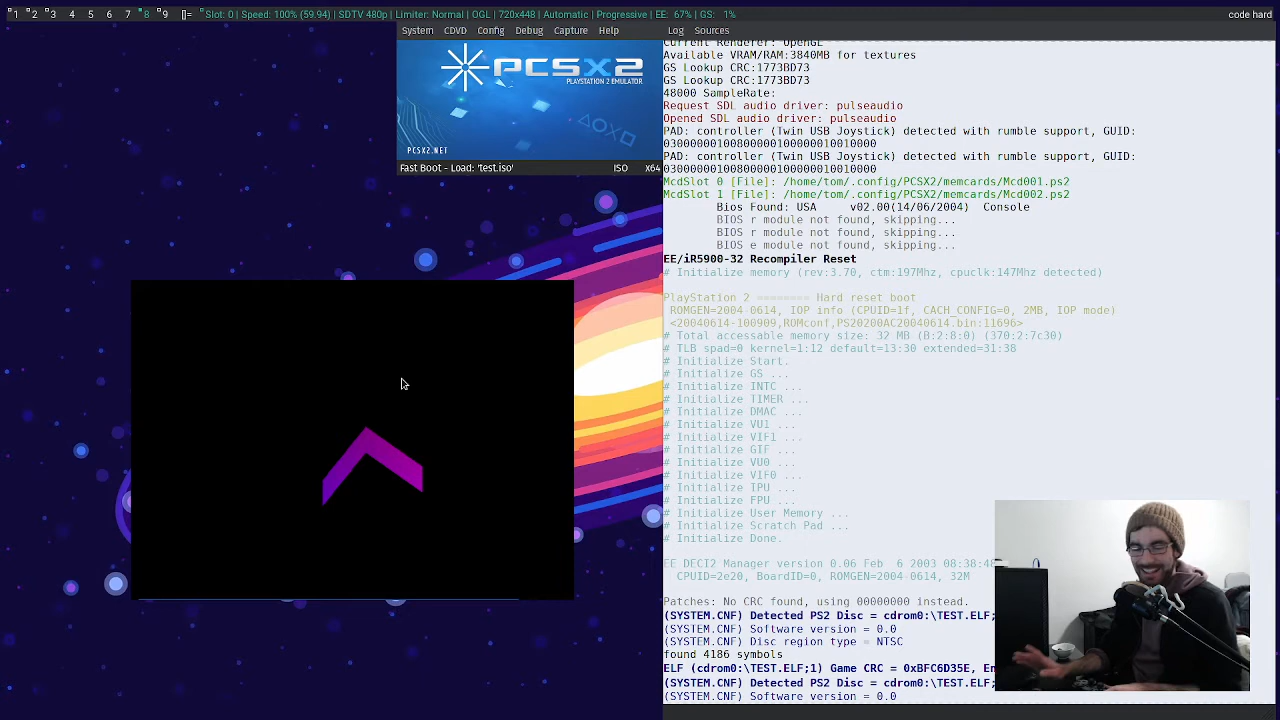 1 2 3 4 5 6 7 8 9 []= Slot: 0 | Speed: 100% (59.94) | SDTV 480p | Limiter: Normal | OGL | 720x448 | Automatic | Progressive | EE: 67% | GS: 1% code hard
System CDVD Config Debug Capture Help
PCSX2
PLAYSTATION 2 EMULATOR
PCSX2.NET
Fast Boot - Load: 'test.iso' ISO x64
Log Sources
Current Renderer: OpenGL
Available VRAM/RAM:3840MB for textures
GS Lookup CRC:1773BD73
GS Lookup CRC:1773BD73
48000 SampleRate:
Request SDL audio driver: pulseaudio
Opened SDL audio driver: pulseaudio
PAD: controller (Twin USB Joystick) detected with rumble support, GUID:
03000000100800000100000010010000
PAD: controller (Twin USB Joystick) detected with rumble support, GUID:
03000000100800000100000010010000
McdSlot 0 [File]: /home/tom/.config/PCSX2/memcards/Mcd001.ps2
McdSlot 1 [File]: /home/tom/.config/PCSX2/memcards/Mcd002.ps2
Bios Found: USA v02.00(14/06/2004) Console
BIOS r module not found, skipping...
BIOS r module not found, skipping...
BIOS e module not found, skipping...
EE/iR5900-32 Recompiler Reset
# Initialize memory (rev:3.70, ctm:197Mhz, cpuclk:147Mhz detected)
PlayStation 2 ======== Hard reset boot
ROMGEN=2004-0614, IOP info (CPUID=1f, CACH_CONFIG=0, 2MB, IOP mode)
<20040614-100909,ROMconf,PS20200AC20040614.bin:11696>
# Total accessable memory size: 32 MB (B:2:8:0) (370:2:7c30)
# TLB spad=0 kernel=1:12 default=13:30 extended=31:38
# Initialize Start.
# Initialize GS ...
# Initialize INTC ...
# Initialize TIMER ...
# Initialize DMAC ...
# Initialize VU1 ...
# Initialize VIF1 ...
# Initialize GIF ...
# Initialize VU0 ...
# Initialize VIF0 ...
# Initialize IPU ...
# Initialize FPU ...
# Initialize User Memory ...
# Initialize Scratch Pad ...
# Initialize Done.
EE DECI2 Manager version 0.06 Feb 6 2003 08:38:48
CPUID=2e20, BoardID=0, ROMGEN=2004-0614, 32M
Patches: No CRC found, using 00000000 instead.
(SYSTEM.CNF) Detected PS2 Disc = cdrom0:\TEST.ELF;
(SYSTEM.CNF) Software version = 0.0
(SYSTEM.CNF) Disc region type = NTSC
found 4186 symbols
ELF (cdrom0:\TEST.ELF;1) Game CRC = 0xBFC6D35E, En
(SYSTEM.CNF) Detected PS2 Disc = cdrom0:\TEST.ELF;
(SYSTEM.CNF) Software version = 0.0